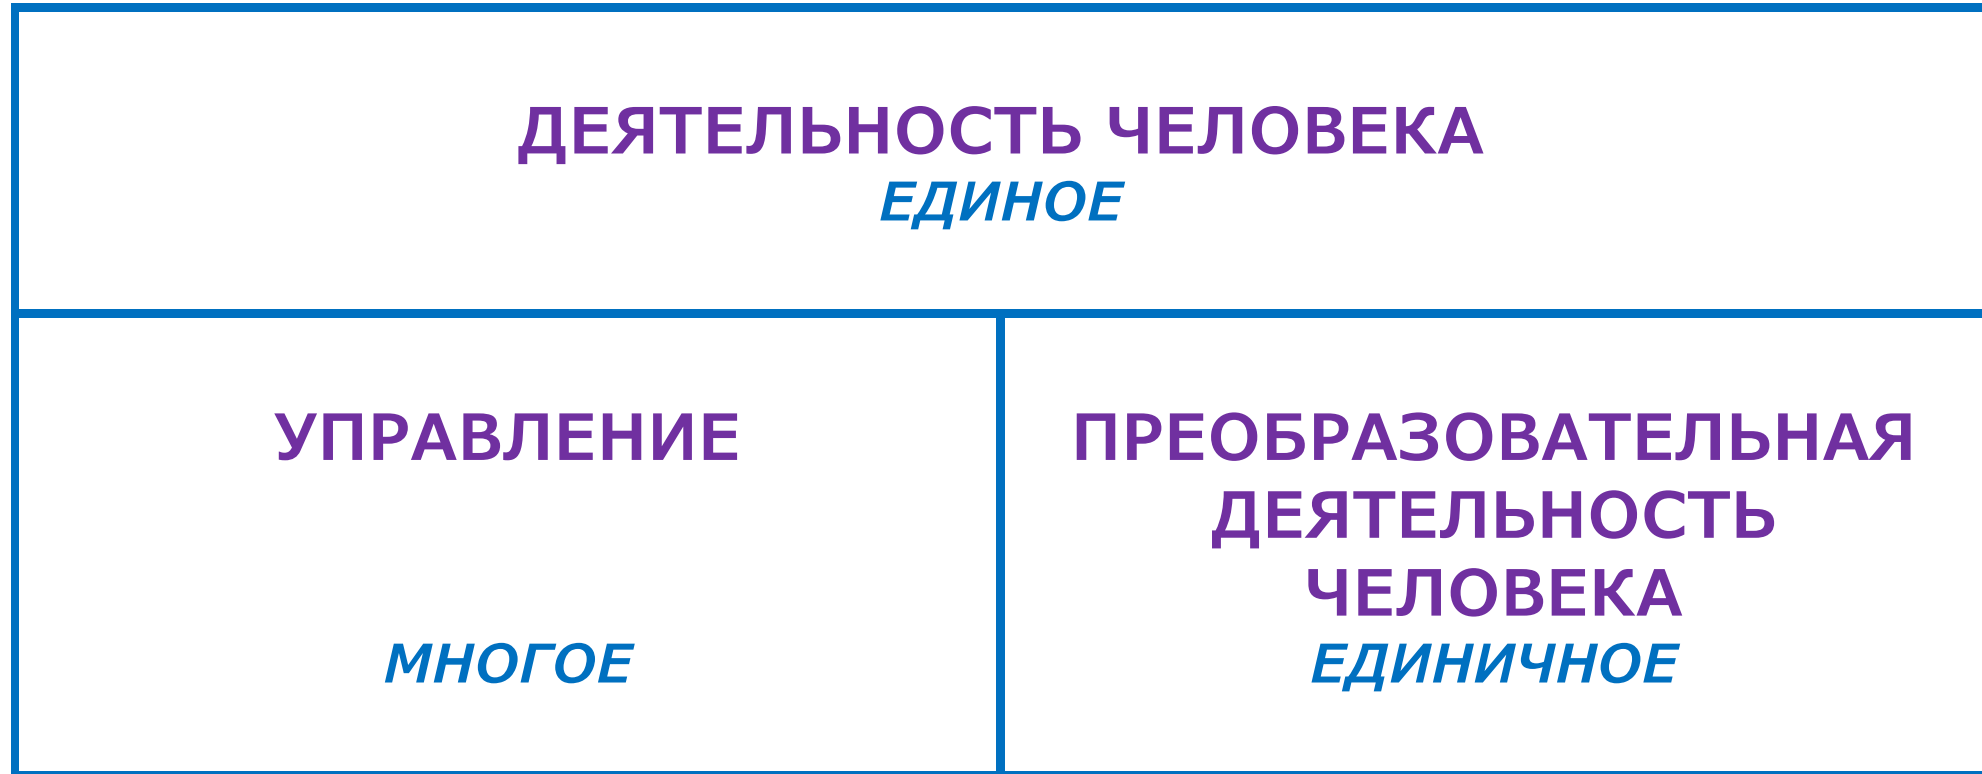 ДЕЯТЕЛЬНОСТЬ ЧЕЛОВЕКА
ЕДИНОЕ
УПРАВЛЕНИЕ
МНОГОЕ
ПРЕОБРАЗОВАТЕЛЬНАЯ
ДЕЯТЕЛЬНОСТЬ
ЧЕЛОВЕКА
ЕДИНИЧНОЕ